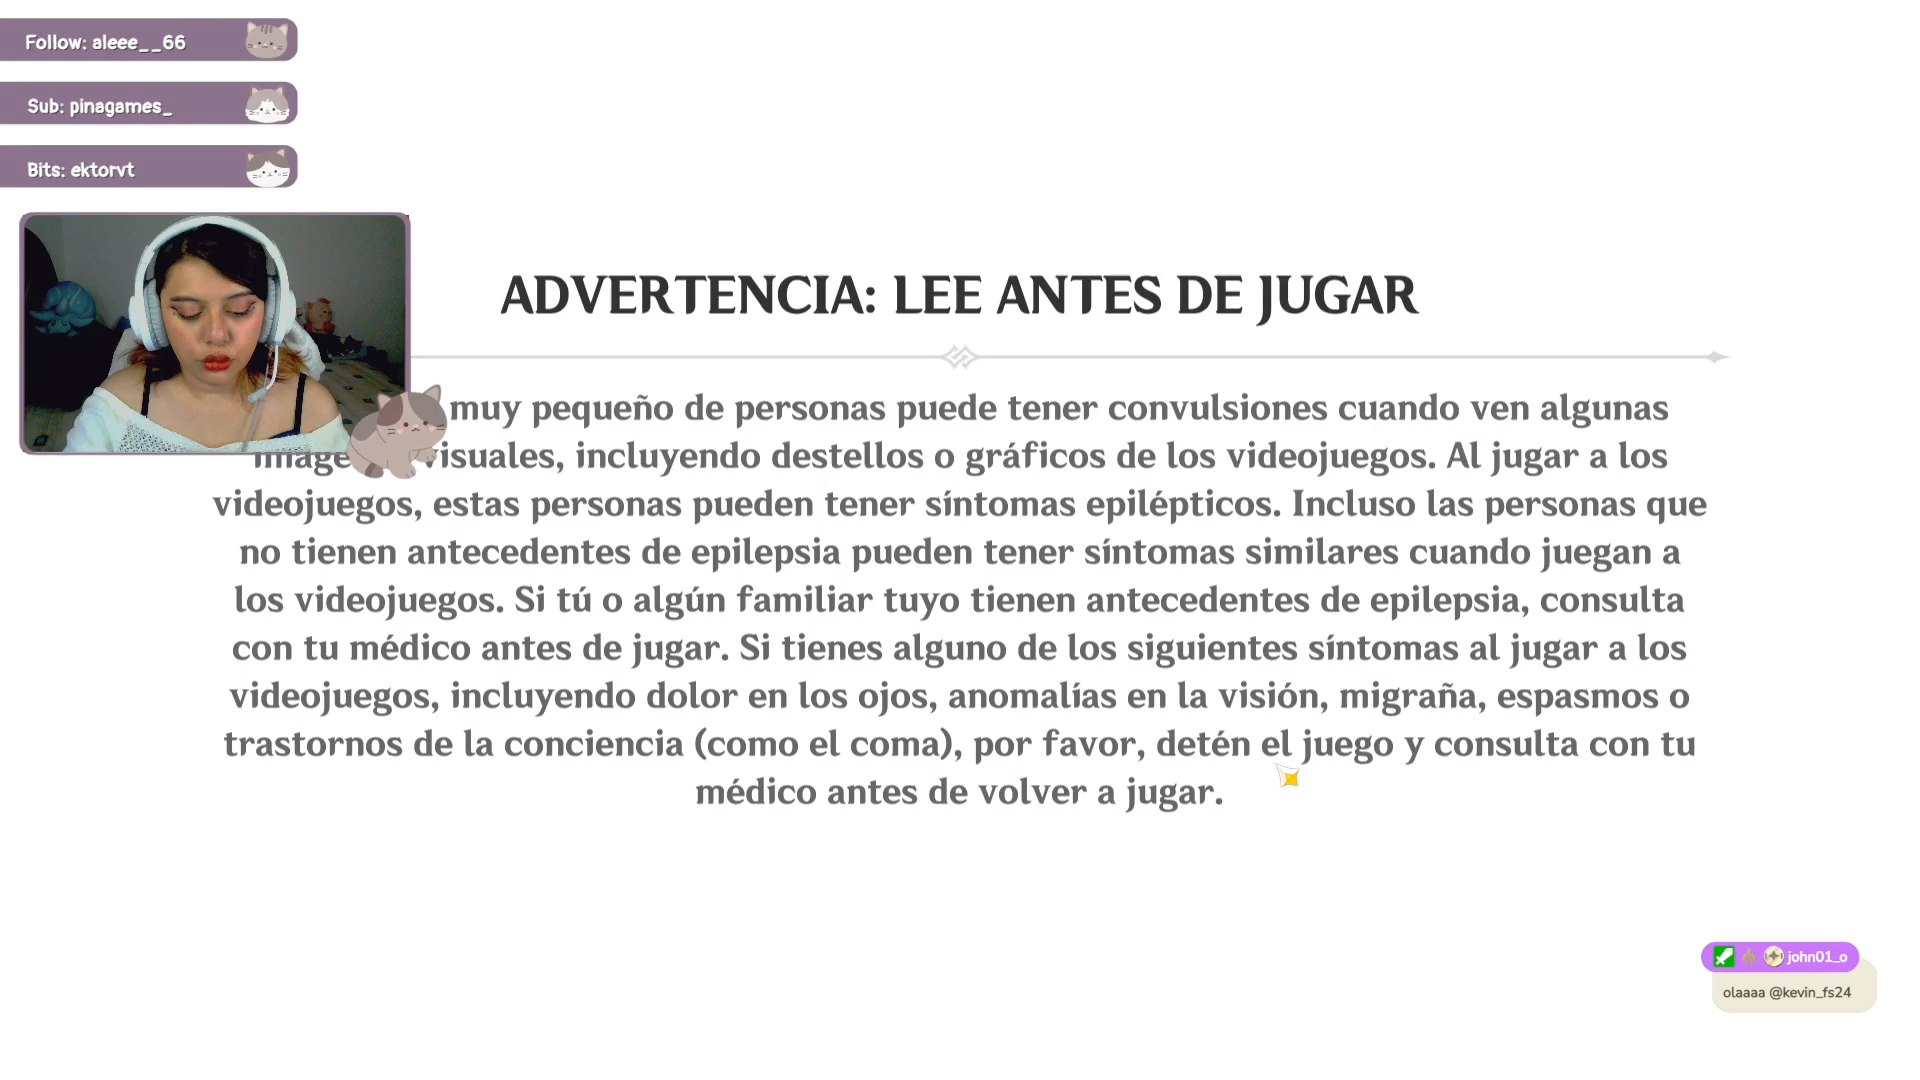 Follow: aleee__66
Sub: pinagames_
Bits: ektorvt
ADVERTENCIA: LEE ANTES DE JUGAR
muy pequeño de personas puede tener convulsiones cuando ven algunas
visuales, incluyendo destellos o gráficos de los videojuegos. Al jugar a los
videojuegos, estas personas pueden tener síntomas epilépticos. Incluso las personas que
no tienen antecedentes de epilepsia pueden tener síntomas similares cuando juegan a
los videojuegos. Si tú o algún familiar tuyo tienen antecedentes de epilepsia, consulta
con tu médico antes de jugar. Si tienes alguno de los siguientes síntomas al jugar a los
videojuegos, incluyendo dolor en los ojos, anomalías en la visión, migraña, espasmos o
trastornos de la conciencia (como el coma), por favor, detén el juego y consulta con tu
médico antes de volver a jugar.
john01_o
olaaaa @kevin_fs24